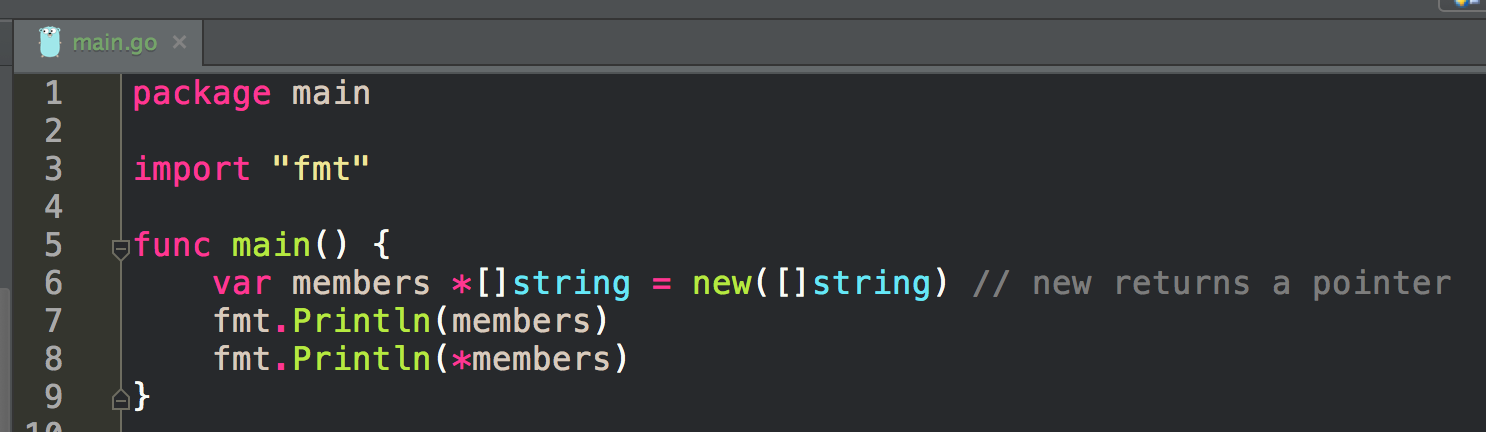 main.go ×
1 package main
2
3 import "fmt"
4
5 func main() {
6     var members *[]string = new([]string) // new returns a pointer
7     fmt.Println(members)
8     fmt.Println(*members)
9 }
10